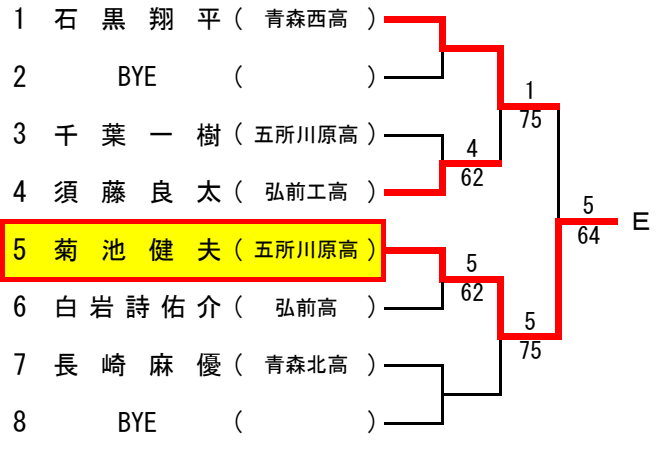 1 石黒翔平 ( 青森西高 )
2 BYE ( )
1
75
3 千葉一樹 ( 五所川原高 )
4
62
4 須藤良太 ( 弘前工高 )
5
64
E
5 菊池健夫 ( 五所川原高 )
5
62
6 白岩詩佑介 ( 弘前高 )
5
75
7 長崎麻優 ( 青森北高 )
8 BYE ( )